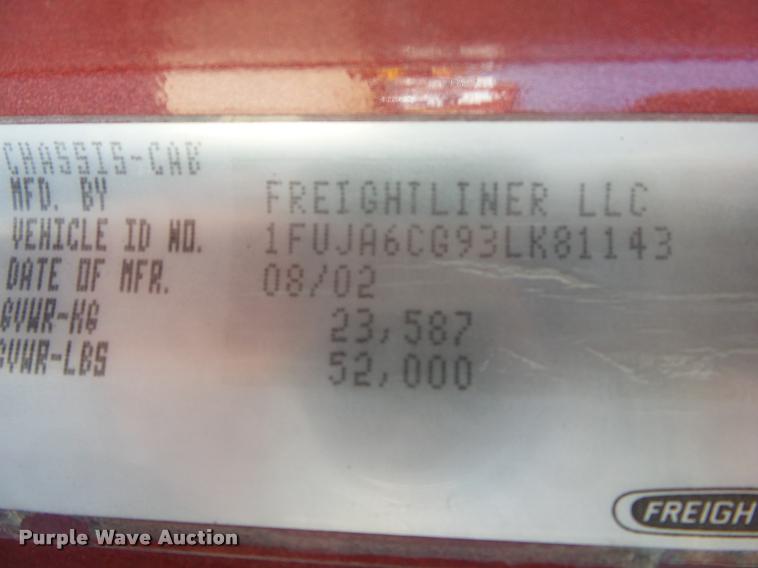 CHASSIS-CAB
MFD. BY FREIGHTLINER LLC
VEHICLE ID NO. 1FUJA6CG93LK81143
DATE OF MFR. 08/02
GVWR-KG 23,587
GVWR-LBS 52,000
FREIGH
Purple Wave Auction